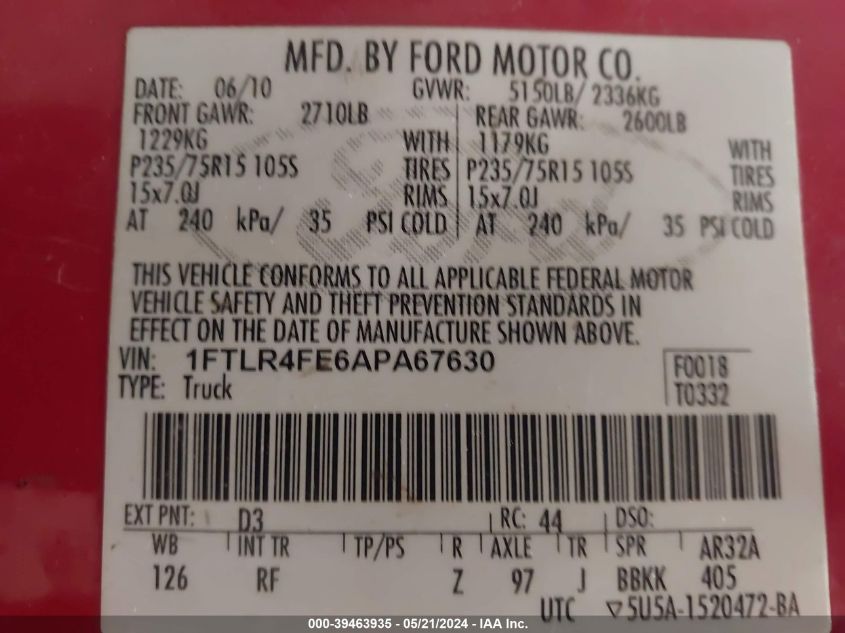 MFD. BY FORD MOTOR CO.
DATE: 06/10 GVWR: 5150LB/ 2336KG
FRONT GAWR: 2710LB REAR GAWR: 2600LB
1229KG WITH 1179KG WITH
P235/75R15 105S TIRES P235/75R15 105S TIRES
15x7.0J RIMS 15x7.0J RIMS
AT 240 kPa/ 35 PSI COLD AT 240 kPa/ 35 PSI COLD
THIS VEHICLE CONFORMS TO ALL APPLICABLE FEDERAL MOTOR
VEHICLE SAFETY AND THEFT PREVENTION STANDARDS IN
EFFECT ON THE DATE OF MANUFACTURE SHOWN ABOVE.
VIN: 1FTLR4FE6APA67630 F0018
TYPE: Truck T0332
EXT PNT: D3 RC: 44 DSO:
WB INT TR TP/PS R AXLE TR SPR AR32A
126 RF Z 97 J BBKK 405
UTC ▽5U5A-1520472-BA
000-39463935 - 05/21/2024 - IAA Inc.